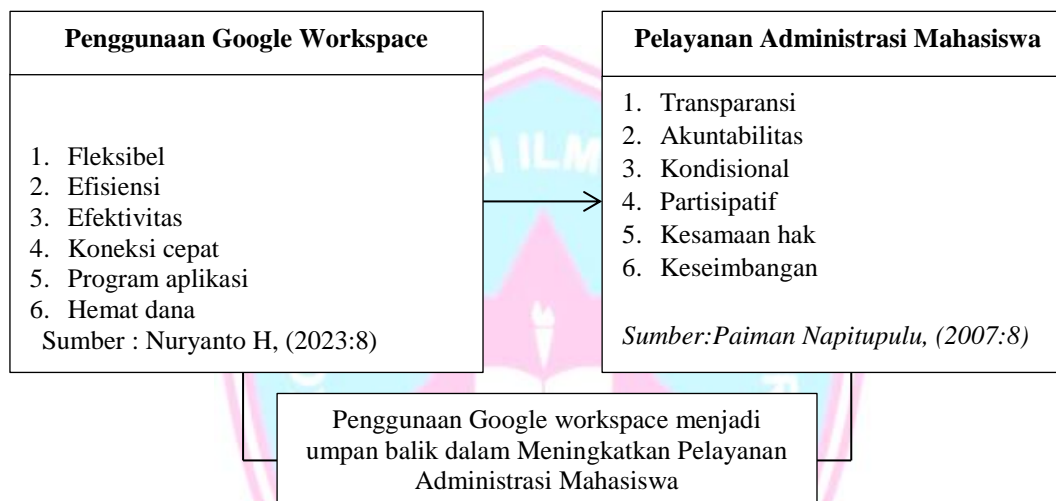 Penggunaan Google Workspace
1. Fleksibel
2. Efisiensi
3. Efektivitas
4. Koneksi cepat
5. Program aplikasi
6. Hemat dana
Sumber : Nuryanto H, (2023:8)
Pelayanan Administrasi Mahasiswa
1. Transparansi
2. Akuntabilitas
3. Kondisional
4. Partisipatif
5. Kesamaan hak
6. Keseimbangan
Sumber:Paiman Napitupulu, (2007:8)
Penggunaan Google workspace menjadi
umpan balik dalam Meningkatkan Pelayanan
Administrasi Mahasiswa